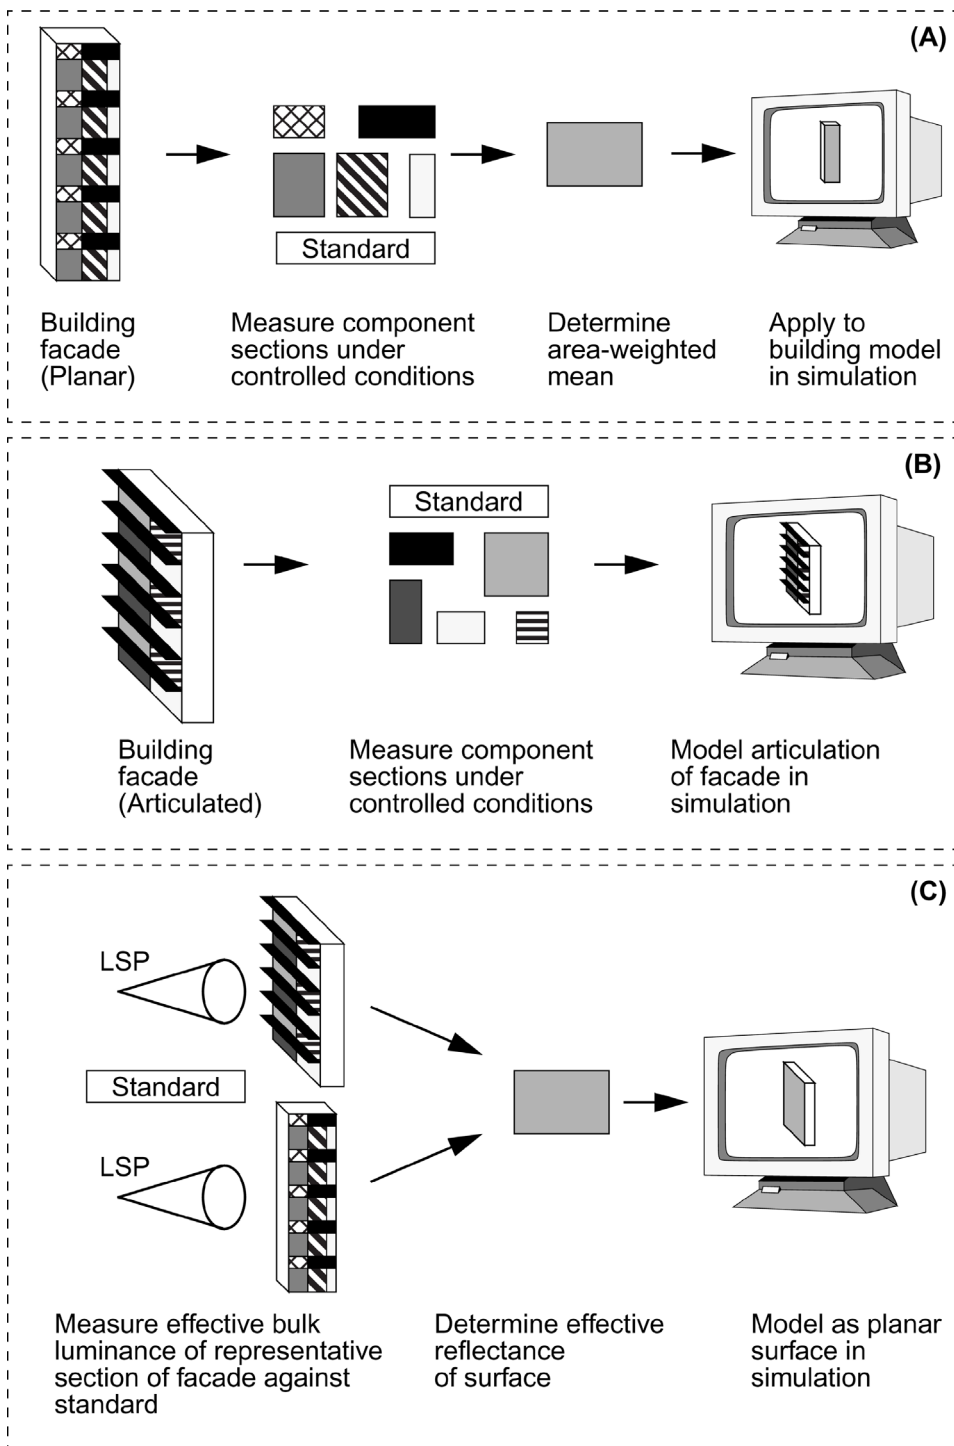 (A)
Standard
Building
facade
(Planar)
Measure component
sections under
controlled conditions
Determine
area-weighted
mean
Apply to
building model
in simulation
(B)
Standard
Building
facade
(Articulated)
Measure component
sections under
controlled conditions
Model articulation
of facade in
simulation
(C)
LSP
Standard
LSP
Measure effective bulk
luminance of representative
section of facade against
standard
Determine effective
reflectance
of surface
Model as planar
surface in
simulation